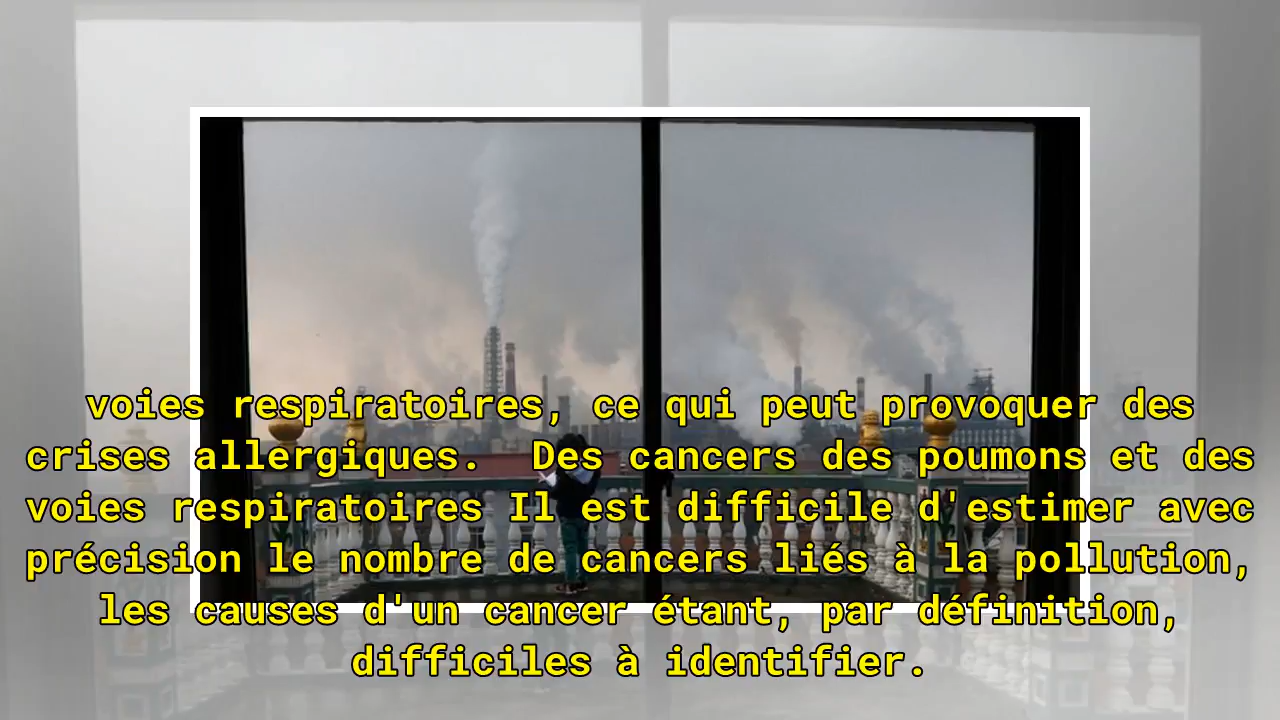 voies respiratoires, ce qui peut provoquer des
crises allergiques.  Des cancers des poumons et des
voies respiratoires Il est difficile d'estimer avec
précision le nombre de cancers liés à la pollution,
les causes d'un cancer étant, par définition,
difficiles à identifier.